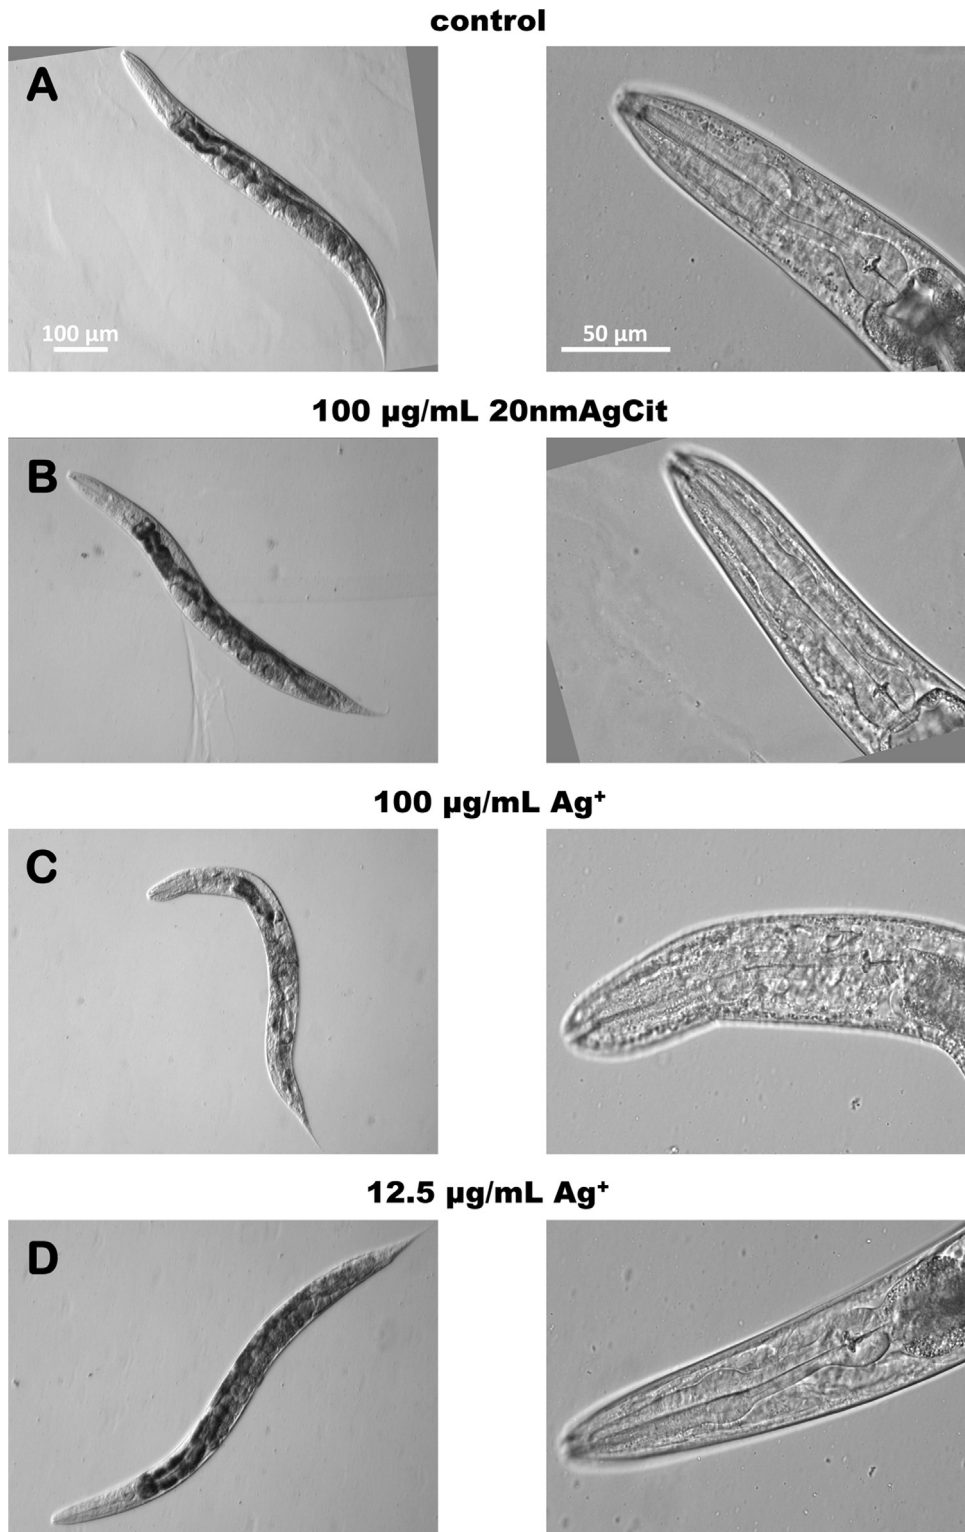 control
A
100 µm
50 µm
100 µg/mL 20nmAgCit
B
100 µg/mL Ag⁺
C
12.5 µg/mL Ag⁺
D